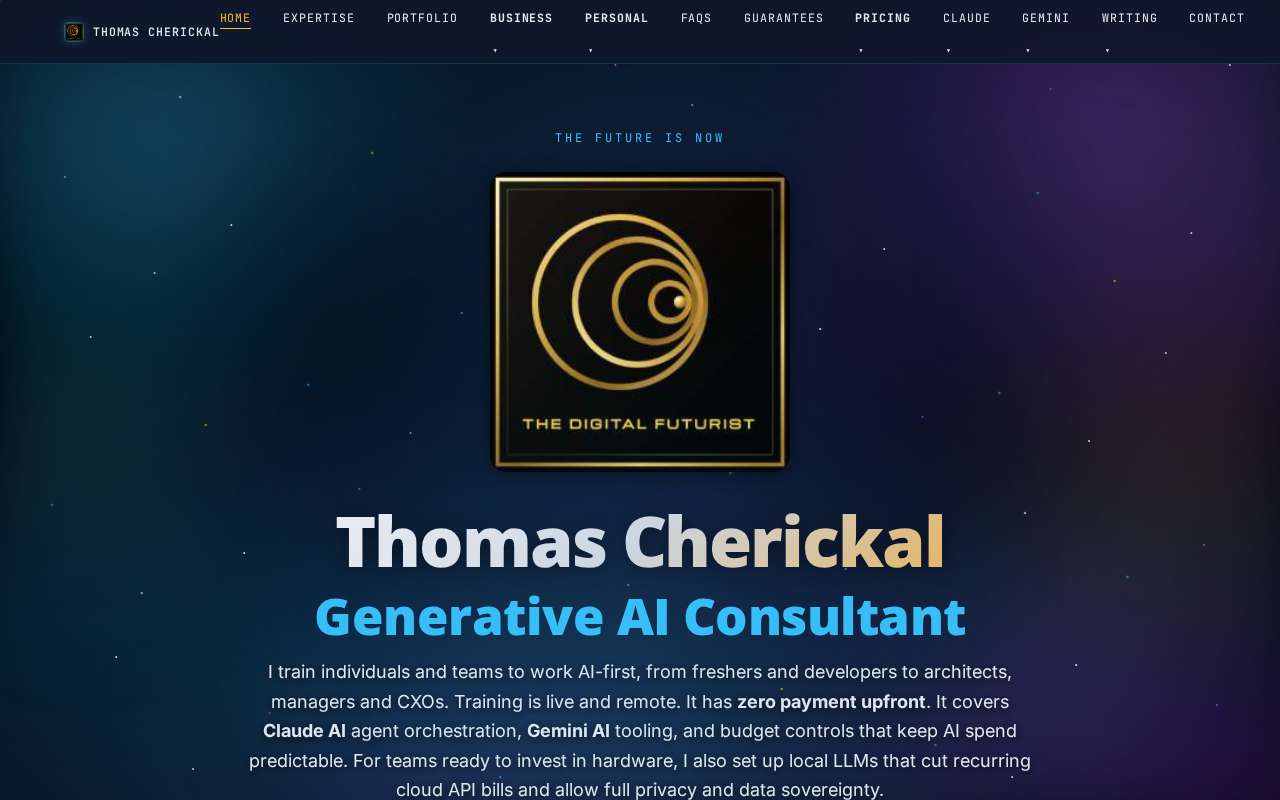 THOMAS CHERICKAL
HOME EXPERTISE PORTFOLIO BUSINESS PERSONAL FAQS GUARANTEES PRICING CLAUDE GEMINI WRITING CONTACT
THE FUTURE IS NOW
THE DIGITAL FUTURIST
Thomas Cherickal
Generative AI Consultant
I train individuals and teams to work AI-first, from freshers and developers to architects,
managers and CXOs. Training is live and remote. It has zero payment upfront. It covers
Claude AI agent orchestration, Gemini AI tooling, and budget controls that keep AI spend
predictable. For teams ready to invest in hardware, I also set up local LLMs that cut recurring
cloud API bills and allow full privacy and data sovereignty.